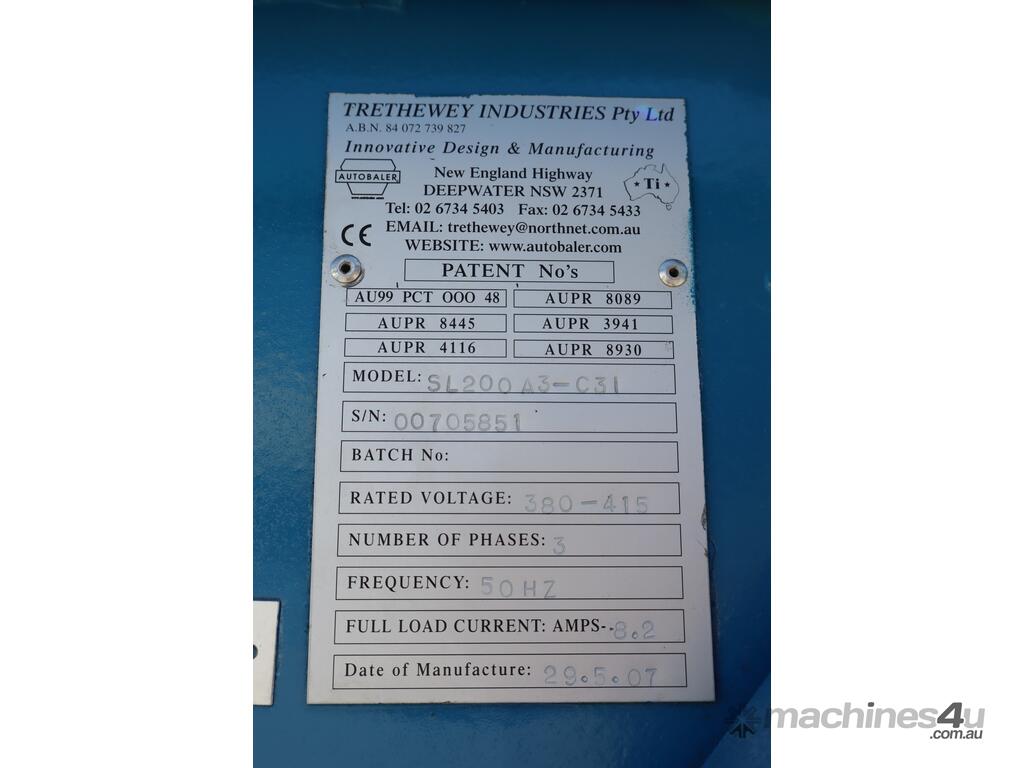 TRETHEWEY INDUSTRIES Pty Ltd
A.B.N. 84 072 739 827
Innovative Design & Manufacturing
AUTOBALER
New England Highway
DEEPWATER NSW 2371
Ti
Tel: 02 6734 5403 Fax: 02 6734 5433
CE
EMAIL: trethewey@northnet.com.au
WEBSITE: www.autobaler.com
PATENT No's
AU99 PCT OOO 48 AUPR 8089
AUPR 8445 AUPR 3941
AUPR 4116 AUPR 8930
MODEL: SL200A3-C31
S/N: 00705851
BATCH No:
RATED VOLTAGE: 380-415
NUMBER OF PHASES: 3
FREQUENCY: 50HZ
FULL LOAD CURRENT: AMPS-- 8.2
Date of Manufacture: 29.5.07
machines4u
.com.au